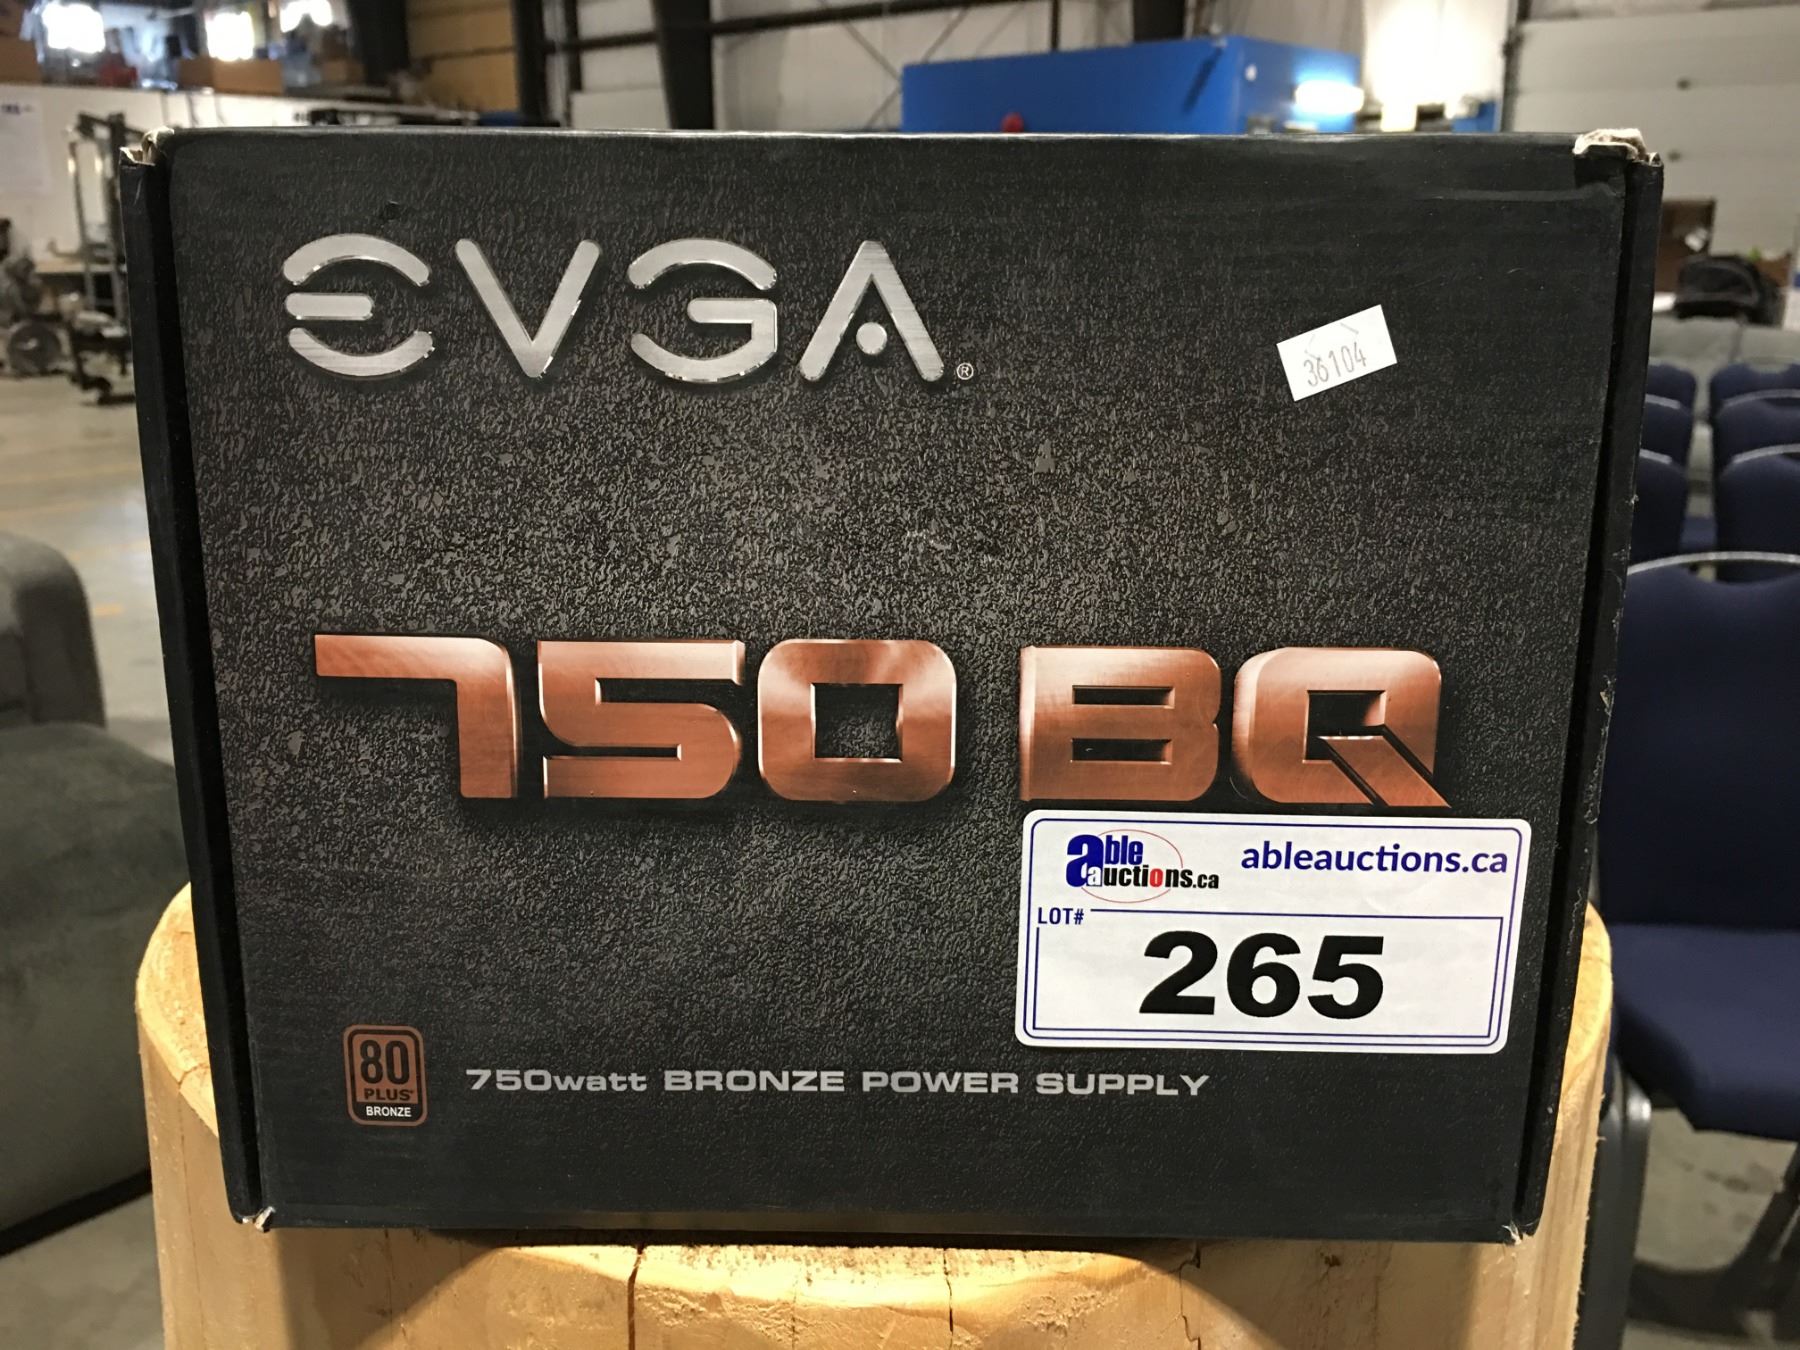 EVGA®
36104
750 BQ
able auctions.ca
ableauctions.ca
LOT#
265
80 PLUS®
BRONZE
750watt BRONZE POWER SUPPLY